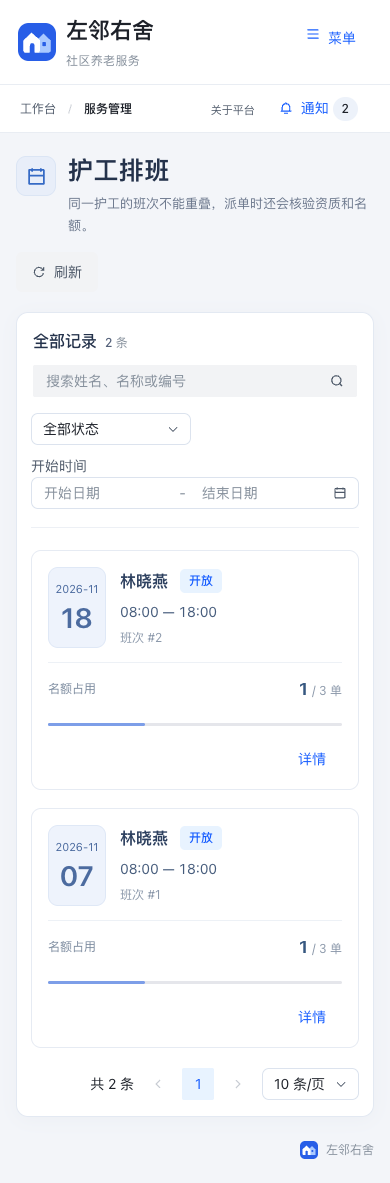 左邻右舍
社区养老服务
菜单
工作台 / 服务管理
关于平台
通知 2
护工排班
同一护工的班次不能重叠，派单时还会核验资质和名
额。
刷新
全部记录 2 条
搜索姓名、名称或编号
全部状态
开始时间
开始日期 - 结束日期
2026-11
18
林晓燕 开放
08:00 — 18:00
班次 #2
名额占用 1 / 3 单
详情
2026-11
07
林晓燕 开放
08:00 — 18:00
班次 #1
名额占用 1 / 3 单
详情
共 2 条 1 10 条/页
左邻右舍